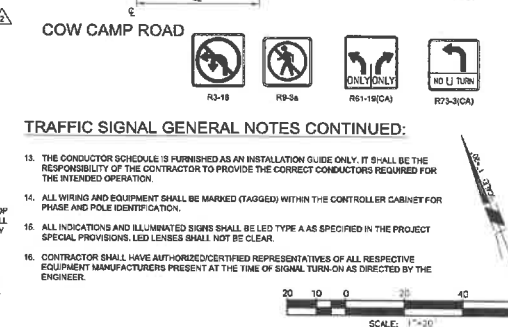 2
COW CAMP ROAD
ONLY ONLY
NO U TURN
R3-18
R9-3a
R61-19(CA)
R73-3(CA)
TRAFFIC SIGNAL GENERAL NOTES CONTINUED:
13. THE CONDUCTOR SCHEDULE IS FURNISHED AS AN INSTALLATION GUIDE ONLY. IT SHALL BE THE
RESPONSIBILITY OF THE CONTRACTOR TO PROVIDE THE CORRECT CONDUCTORS REQUIRED FOR
THE INTENDED OPERATION.
14. ALL WIRING AND EQUIPMENT SHALL BE MARKED (TAGGED) WITHIN THE CONTROLLER CABINET FOR
PHASE AND POLE IDENTIFICATION.
15. ALL INDICATIONS AND ILLUMINATED SIGNS SHALL BE LED TYPE A AS SPECIFIED IN THE PROJECT
SPECIAL PROVISIONS. LED LENSES SHALL NOT BE CLEAR.
16. CONTRACTOR SHALL HAVE AUTHORIZED/CERTIFIED REPRESENTATIVES OF ALL RESPECTIVE
EQUIPMENT MANUFACTURERS PRESENT AT THE TIME OF SIGNAL TURN-ON AS DIRECTED BY THE
ENGINEER.
20 10 0 20 40
SCALE: 1"=20'